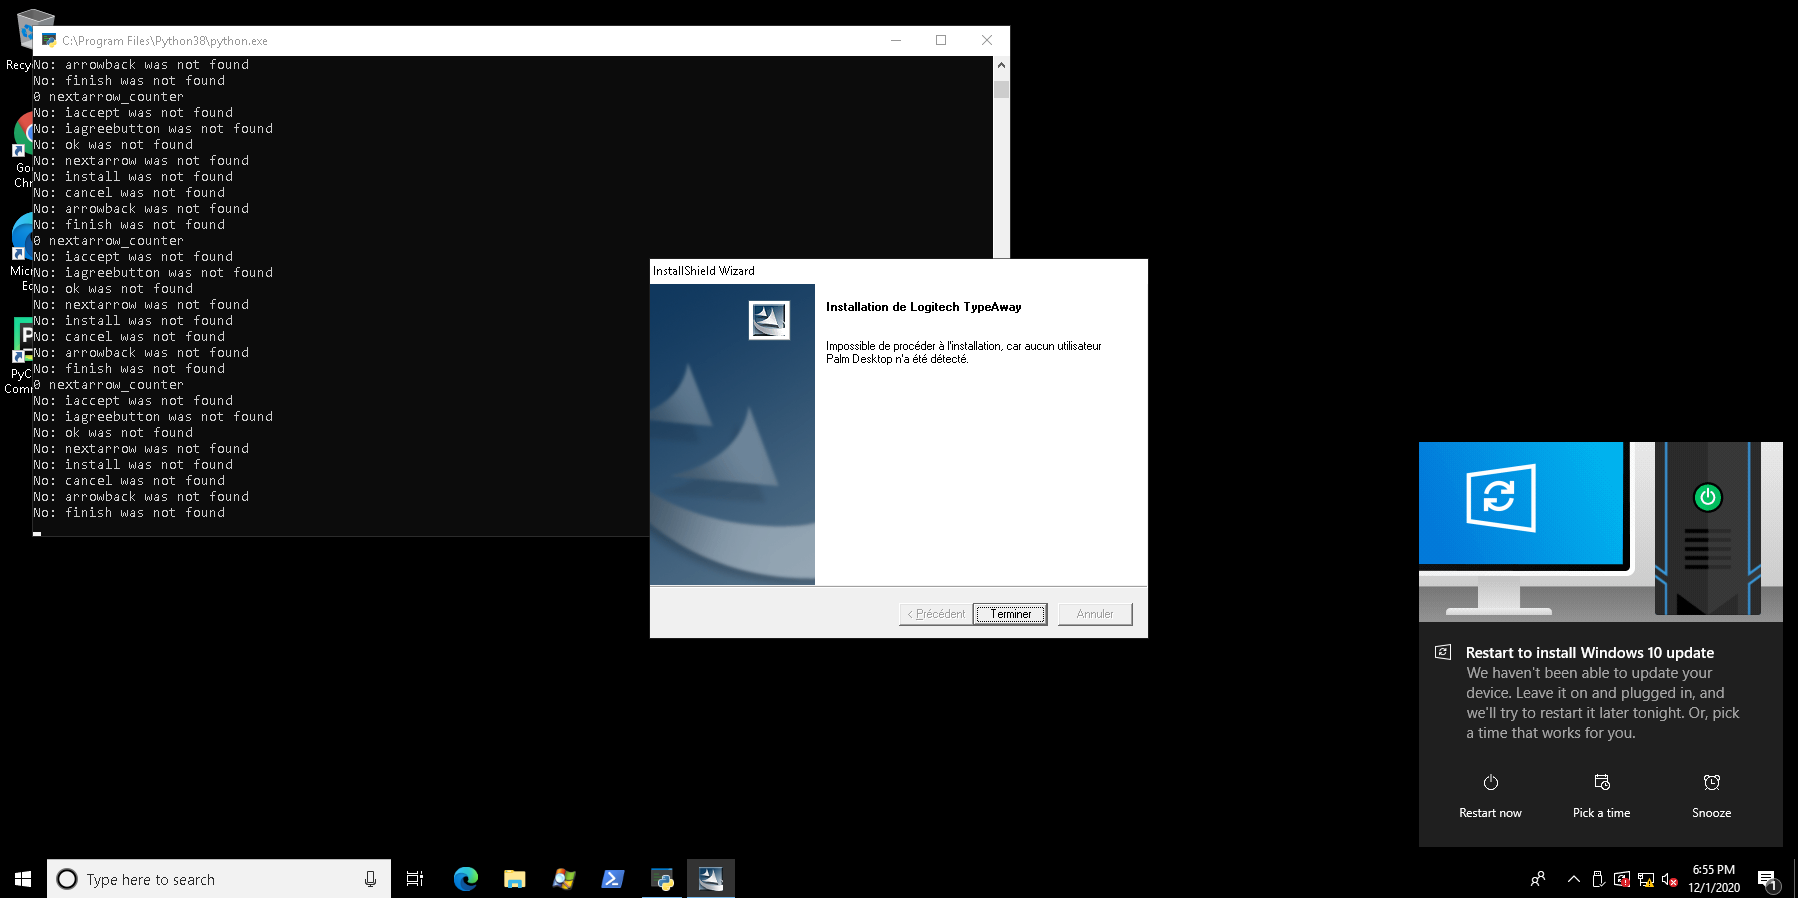 Recy
C:\Program Files\Python38\python.exe
No: arrowback was not found
No: finish was not found
0 nextarrow_counter
No: iaccept was not found
No: iagreebutton was not found
No: ok was not found
No: nextarrow was not found
No: install was not found
No: cancel was not found
No: arrowback was not found
No: finish was not found
0 nextarrow_counter
No: iaccept was not found
No: iagreebutton was not found
No: ok was not found
No: nextarrow was not found
No: install was not found
No: cancel was not found
No: arrowback was not found
No: finish was not found
0 nextarrow_counter
No: iaccept was not found
No: iagreebutton was not found
No: ok was not found
No: nextarrow was not found
No: install was not found
No: cancel was not found
No: arrowback was not found
No: finish was not found
Go
Chr
Mic
Ed
PyC
Com
InstallShield Wizard
Installation de Logitech TypeAway
Impossible de procéder à l'installation, car aucun utilisateur
Palm Desktop n'a été détecté.
< Précédent
Terminer
Annuler
Restart to install Windows 10 update
We haven't been able to update your
device. Leave it on and plugged in, and
we'll try to restart it later tonight. Or, pick
a time that works for you.
Restart now
Pick a time
Snooze
Type here to search
6:55 PM
12/1/2020
1